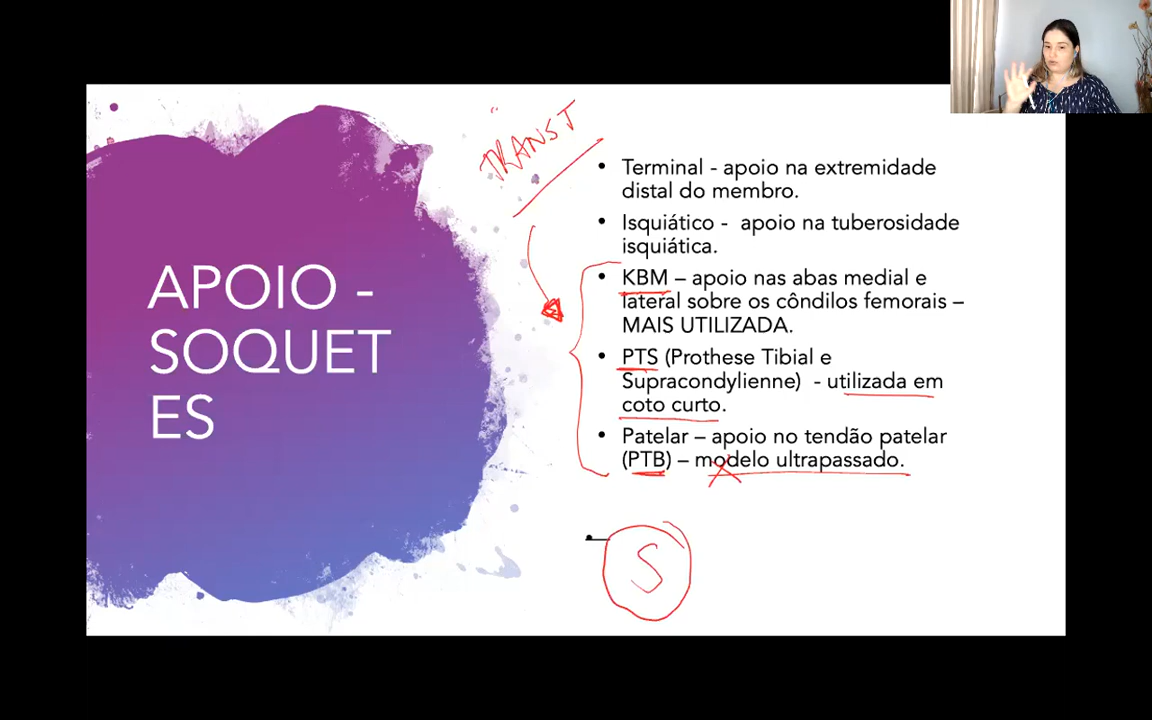 APOIO -
SOQUET
ES
TRANST
• Terminal - apoio na extremidade
distal do membro.
• Isquiático - apoio na tuberosidade
isquiática.
• KBM – apoio nas abas medial e
lateral sobre os côndilos femorais –
MAIS UTILIZADA.
• PTS (Prothese Tibial e
Supracondylienne) - utilizada em
coto curto.
• Patelar – apoio no tendão patelar
(PTB) – modelo ultrapassado.
S